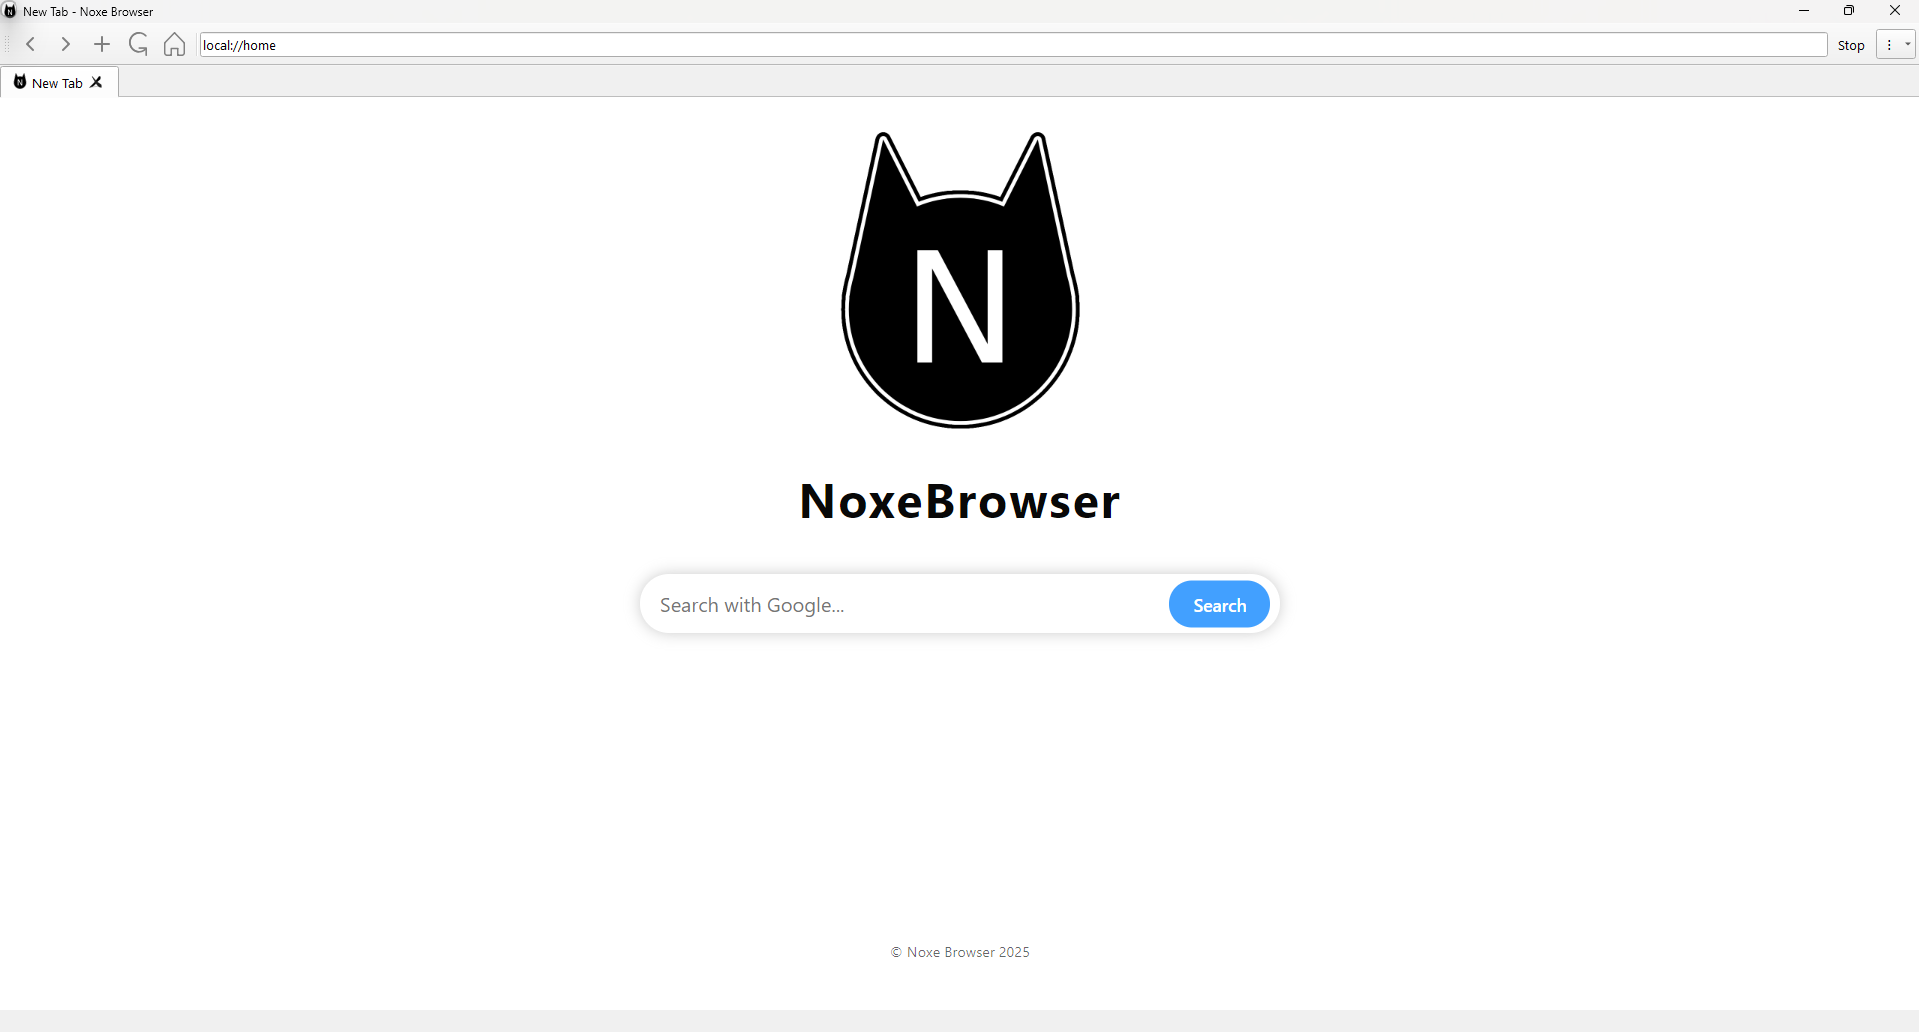 New Tab - Noxe Browser
local://home
Stop
New Tab
N
NoxeBrowser
Search with Google...
Search
© Noxe Browser 2025